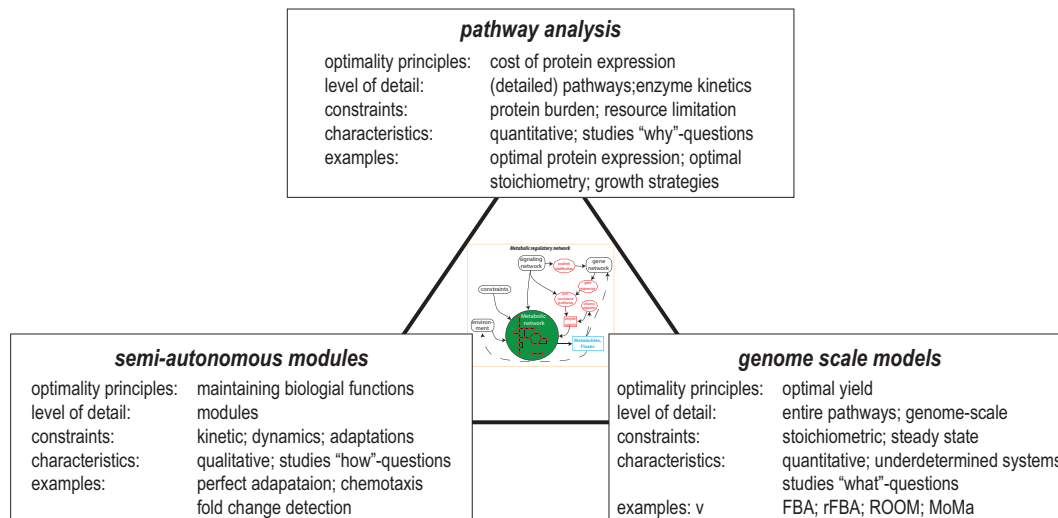 pathway analysis
optimality principles: cost of protein expression
level of detail: (detailed) pathways;enzyme kinetics
constraints: protein burden; resource limitation
characteristics: quantitative; studies “why”-questions
examples: optimal protein expression; optimal
stoichiometry; growth strategies
Metabolic regulatory network
signaling
network
gene
network
constraints
environ-
ment
Metabolic
network
Metabolites,
Fluxes
semi-autonomous modules
optimality principles: maintaining biologial functions
level of detail: modules
constraints: kinetic; dynamics; adaptations
characteristics: qualitative; studies “how”-questions
examples: perfect adapataion; chemotaxis
fold change detection
genome scale models
optimality principles: optimal yield
level of detail: entire pathways; genome-scale
constraints: stoichiometric; steady state
characteristics: quantitative; underdetermined systems
studies “what”-questions
examples: v FBA; rFBA; ROOM; MoMa